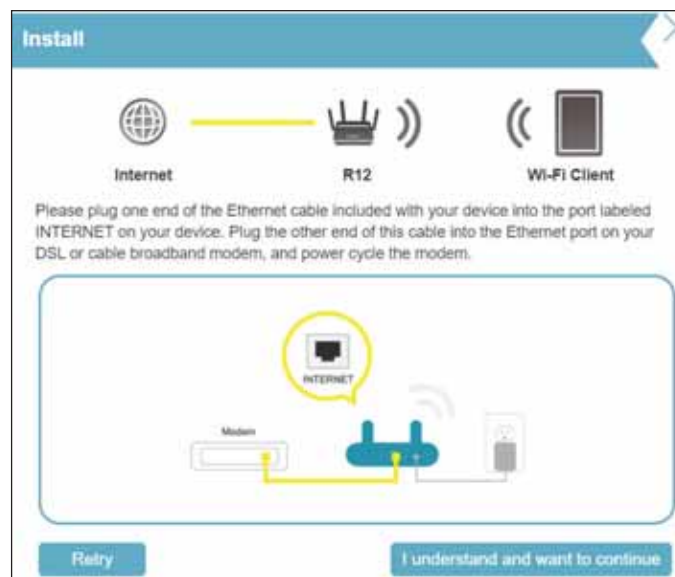 Install
Internet
R12
Wi-Fi Client
Please plug one end of the Ethernet cable included with your device into the port labeled
INTERNET on your device. Plug the other end of this cable into the Ethernet port on your
DSL or cable broadband modem, and power cycle the modem.
INTERNET
Modem
Retry
I understand and want to continue